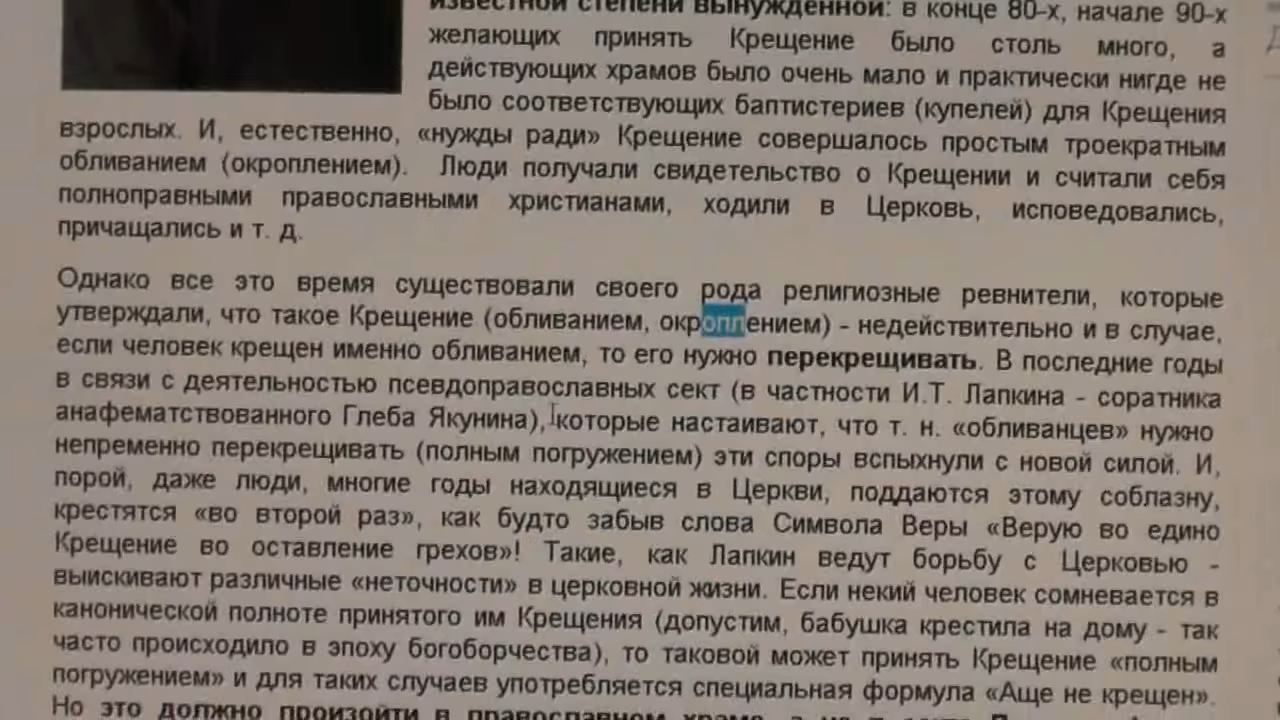 известной степени вынужденной: в конце 80-х, начале 90-х
желающих принять Крещение было столь много, а
действующих храмов было очень мало и практически нигде не
было соответствующих баптистериев (купелей) для Крещения
взрослых. И, естественно, «нужды ради» Крещение совершалось простым троекратным
обливанием (окроплением). Люди получали свидетельство о Крещении и считали себя
полноправными православными христианами, ходили в Церковь, исповедовались,
причащались и т. д.
Однако все это время существовали своего рода религиозные ревнители, которые
утверждали, что такое Крещение (обливанием, окроплением) - недействительно и в случае,
если человек крещен именно обливанием, то его нужно перекрещивать. В последние годы
в связи с деятельностью псевдоправославных сект (в частности И.Т. Лапкина - соратника
анафематствованного Глеба Якунина), которые настаивают, что т. н. «обливанцев» нужно
непременно перекрещивать (полным погружением) эти споры вспыхнули с новой силой. И,
порой, даже люди, многие годы находящиеся в Церкви, поддаются этому соблазну,
крестятся «во второй раз», как будто забыв слова Символа Веры «Верую во едино
Крещение во оставление грехов»! Такие, как Лапкин ведут борьбу с Церковью -
выискивают различные «неточности» в церковной жизни. Если некий человек сомневается в
канонической полноте принятого им Крещения (допустим, бабушка крестила на дому - так
часто происходило в эпоху богоборчества), то таковой может принять Крещение «полным
погружением» и для таких случаев употребляется специальная формула «Аще не крещен».
Но это должно произойти в православном храме, а не